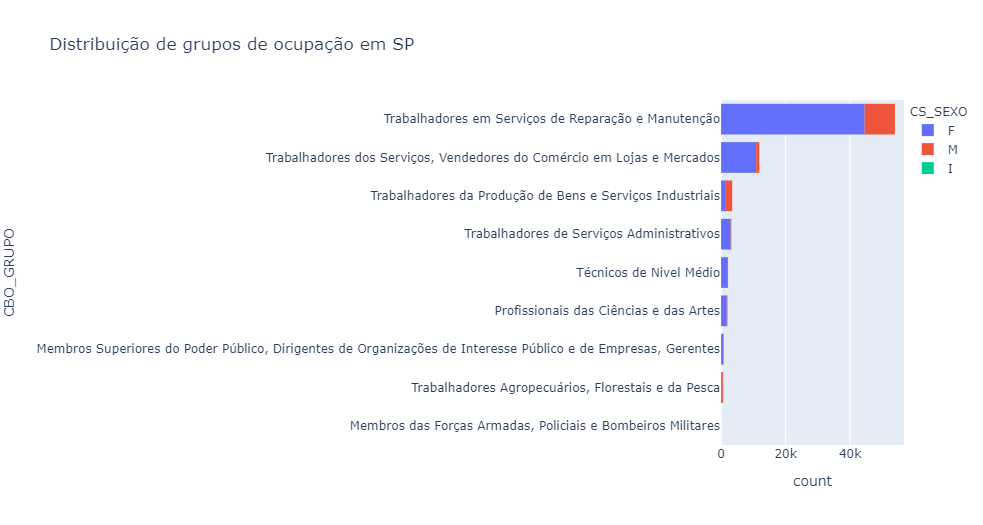 Distribuição de grupos de ocupação em SP
CBO_GRUPO
Trabalhadores em Serviços de Reparação e Manutenção
Trabalhadores dos Serviços, Vendedores do Comércio em Lojas e Mercados
Trabalhadores da Produção de Bens e Serviços Industriais
Trabalhadores de Serviços Administrativos
Técnicos de Nivel Médio
Profissionais das Ciências e das Artes
Membros Superiores do Poder Público, Dirigentes de Organizações de Interesse Público e de Empresas, Gerentes
Trabalhadores Agropecuários, Florestais e da Pesca
Membros das Forças Armadas, Policiais e Bombeiros Militares
0 20k 40k
count
CS_SEXO
F
M
I